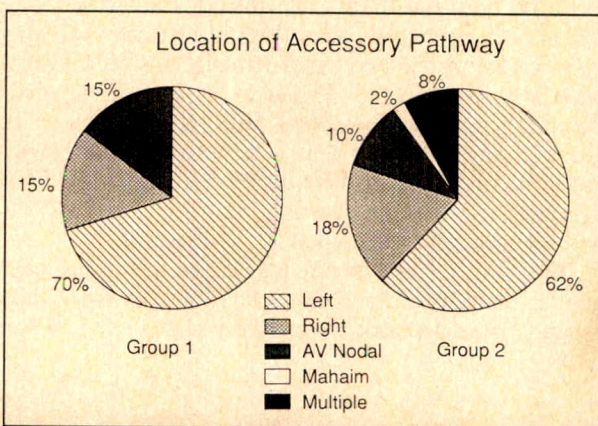 Location of Accessory Pathway
15%
15%
70%
8%
2%
10%
18%
62%
Group 1
Left
Right
AV Nodal
Mahaim
Multiple
Group 2